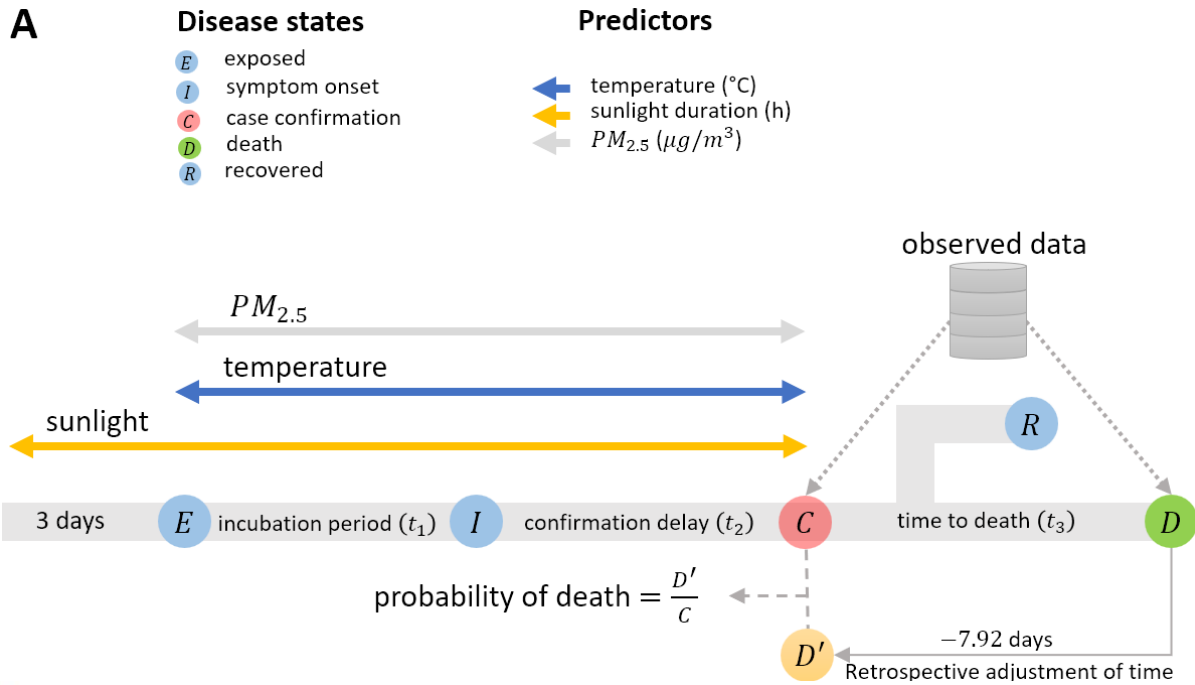 A
Disease states
E exposed
I symptom onset
C case confirmation
D death
R recovered
Predictors
temperature (°C)
sunlight duration (h)
PM₂.₅ (μg/m³)
observed data
PM₂.₅
temperature
sunlight
R
3 days E incubation period (t₁) I confirmation delay (t₂) C time to death (t₃) D
probability of death = D′/C
D′
−7.92 days
Retrospective adjustment of time